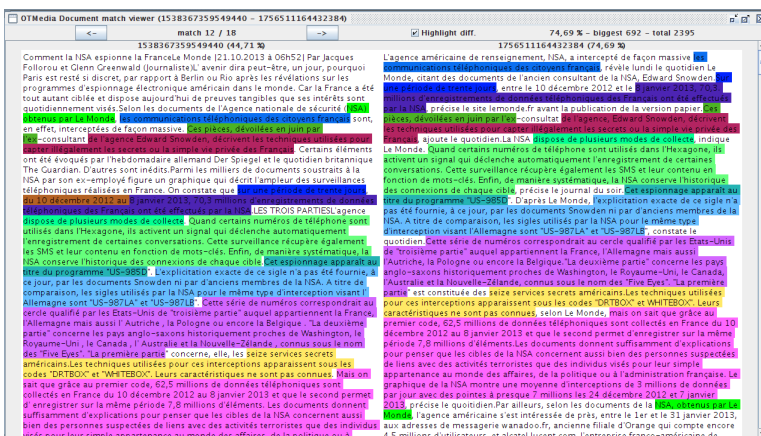 OTMedia Document match viewer (1538367359549440 - 1756511164432384)
<- match 12 / 18 -> Highlight diff. 74,69 % - biggest 692 - total 2395
1538367359549440 (44,71 %)
Comment la NSA espionne la FranceLe Monde |21.10.2013 à 06h52| Par Jacques
Follorou et Glenn Greenwald (Journaliste)L'avenir dira peut-être, un jour, pourquoi
Paris est resté si discret, par rapport à Berlin ou Rio après les révélations sur les
programmes d'espionnage électronique américain dans le monde. Car la France a été
tout autant ciblée et dispose aujourd'hui de preuves tangibles que ses intérêts sont
quotidiennement visés.Selon les documents de l'Agence nationale de sécurité (NSA)
obtenus par Le Monde, les communications téléphoniques des citoyens français sont,
en effet, interceptées de façon massive. Ces pièces, dévoilées en juin par
l'ex-consultant de l'agence Edward Snowden, décrivent les techniques utilisées pour
capter illégalement les secrets ou la simple vie privée des Français. Certains éléments
ont été évoqués par l'hebdomadaire allemand Der Spiegel et le quotidien britannique
The Guardian. D'autres sont inédits.Parmi les milliers de documents soustraits à la
NSA par son ex-employé figure un graphique qui décrit l'ampleur des surveillances
téléphoniques réalisées en France. On constate que sur une période de trente jours,
du 10 décembre 2012 au 8 janvier 2013, 70,3 millions d'enregistrements de données
téléphoniques des Français ont été effectués par la NSA.LES TROIS PARTIESL'agence
dispose de plusieurs modes de collecte. Quand certains numéros de téléphone sont
utilisés dans l'Hexagone, ils activent un signal qui déclenche automatiquement
l'enregistrement de certaines conversations. Cette surveillance récupère également
les SMS et leur contenu en fonction de mots-clés. Enfin, de manière systématique, la
NSA conserve l'historique des connexions de chaque cible.Cet espionnage apparaît au
titre du programme "US-985D". L'explicitation exacte de ce sigle n'a pas été fournie, à
ce jour, par les documents Snowden ni par d'anciens membres de la NSA. A titre de
comparaison, les sigles utilisés par la NSA pour le même type d'interception visant l'
Allemagne sont "US-987LA" et "US-987LB". Cette série de numéros correspondrait au
cercle qualifié par les Etats-Unis de "troisième partie" auquel appartiennent la France,
l'Allemagne mais aussi l' Autriche, la Pologne ou encore la Belgique . "La deuxième
partie" concerne les pays anglo-saxons historiquement proches de Washington, le
Royaume-Uni , le Canada , l' Australie et la Nouvelle-Zélande , connus sous le nom
des "Five Eyes". "La première partie" concerne, elle, les seize services secrets
américains.Les techniques utilisées pour ces interceptions apparaissent sous les
codes "DRTBOX" et "WHITEBOX". Leurs caractéristiques ne sont pas connues. Mais on
sait que grâce au premier code, 62,5 millions de données téléphoniques sont
collectés en France du 10 décembre 2012 au 8 janvier 2013 et que le second permet
d' enregistrer sur la même période 7,8 millions d'éléments. Les documents donnent
suffisamment d'explications pour penser que les cibles de la NSA concernent aussi
bien des personnes suspectées de liens avec des activités terroristes que des individus
visés pour leur simple appartenance au monde des affaires, de la politique ou à
1756511164432384 (74,69 %)
L'agence américaine de renseignement, NSA, a intercepté de façon massive les
communications téléphoniques des citoyens français, révèle lundi le quotidien Le
Monde, citant des documents de l'ancien consultant de la NSA, Edward Snowden.Sur
une période de trente jours, entre le 10 décembre 2012 et le 8 janvier 2013, 70,3
millions d'enregistrements de données téléphoniques des Français ont été effectués
par la NSA, précise le site lemonde.fr avant la publication de la version papier.Ces
pièces, dévoilées en juin par l'ex-consultant de l'agence Edward Snowden, décrivent
les techniques utilisées pour capter illégalement les secrets ou la simple vie privée des
Français, ajoute le quotidien.La NSA dispose de plusieurs modes de collecte, indique
Le Monde. Quand certains numéros de téléphone sont utilisés dans l'Hexagone, ils
activent un signal qui déclenche automatiquement l'enregistrement de certaines
conversations. Cette surveillance récupère également les SMS et leur contenu en
fonction de mots-clés. Enfin, de manière systématique, la NSA conserve l'historique
des connexions de chaque cible, précise le journal du soir.Cet espionnage apparaît au
titre du programme "US-985D". D'après Le Monde, l'explicitation exacte de ce sigle n'a
pas été fournie, à ce jour, par les documents Snowden ni par d'anciens membres de la
NSA. A titre de comparaison, les sigles utilisés par la NSA pour le même type
d'interception visant l'Allemagne sont "US-987LA" et "US-987LB", constate le
quotidien.Cette série de numéros correspondrait au cercle qualifié par les Etats-Unis
de "troisième partie" auquel appartiennent la France, l'Allemagne mais aussi
l'Autriche, la Pologne ou encore la Belgique. "La deuxième partie" concerne les pays
anglo-saxons historiquement proches de Washington, le Royaume-Uni, le Canada,
l'Australie et la Nouvelle-Zélande, connus sous le nom des "Five Eyes". "La première
partie" est constituée des seize services secrets américains.Les techniques utilisées
pour ces interceptions apparaissent sous les codes "DRTBOX" et WHITEBOX". Leurs
caractéristiques ne sont pas connues, selon Le Monde, mais on sait que grâce au
premier code, 62,5 millions de données téléphoniques sont collectés en France du 10
décembre 2012 au 8 janvier 2013 et que le second permet d'enregistrer sur la même
période 7,8 millions d'éléments.Les documents donnent suffisamment d'explications
pour penser que les cibles de la NSA concernent aussi bien des personnes suspectées
de liens avec des activités terroristes que des individus visés pour leur simple
appartenance au monde des affaires, de la politique ou à l'administration française. Le
graphique de la NSA montre une moyenne d'interceptions de 3 millions de données
par jour avec des pointes à presque 7 millions les 24 décembre 2012 et 7 janvier
2013, précise le quotidien.Par ailleurs, selon les documents de la NSA, obtenus par Le
Monde, l'agence américaine s'est intéressée de près, entre le 1er et le 31 janvier 2013,
aux adresses de messagerie wanadoo.fr, ancienne filiale d'Orange qui compte encore
4,5 millions d'utilisateurs, et alcatel-lucent.com, l'entreprise franco-américaine de